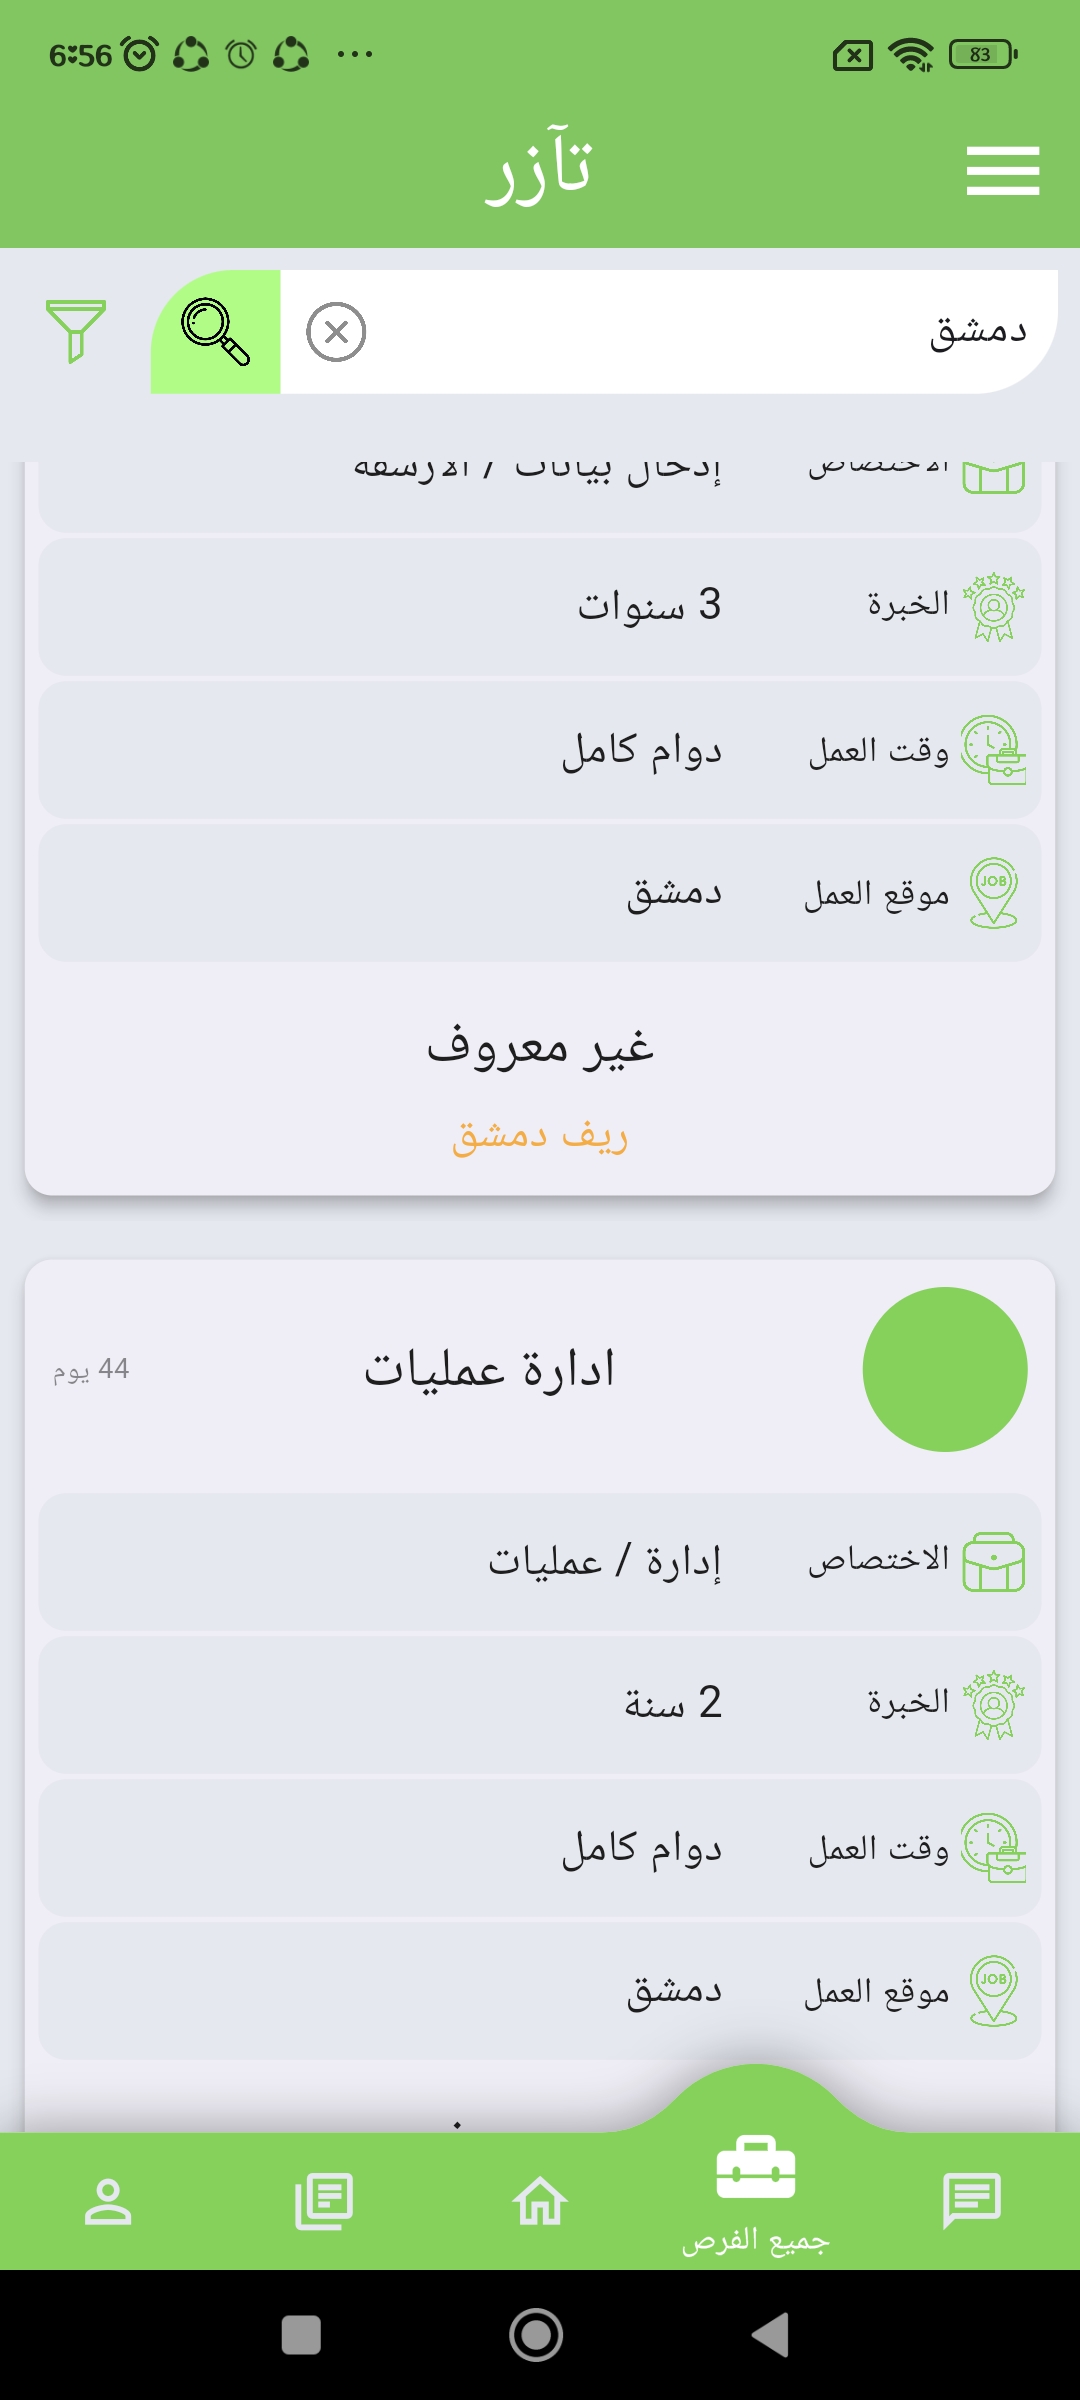 6:56
83
تآزر
دمشق
الاختصاص إدخال بيانات / الأرشفة
الخبرة 3 سنوات
وقت العمل دوام كامل
موقع العمل دمشق
JOB
غير معروف
ريف دمشق
ادارة عمليات
44 يوم
الاختصاص إدارة / عمليات
الخبرة 2 سنة
وقت العمل دوام كامل
موقع العمل دمشق
JOB
جميع الفرص